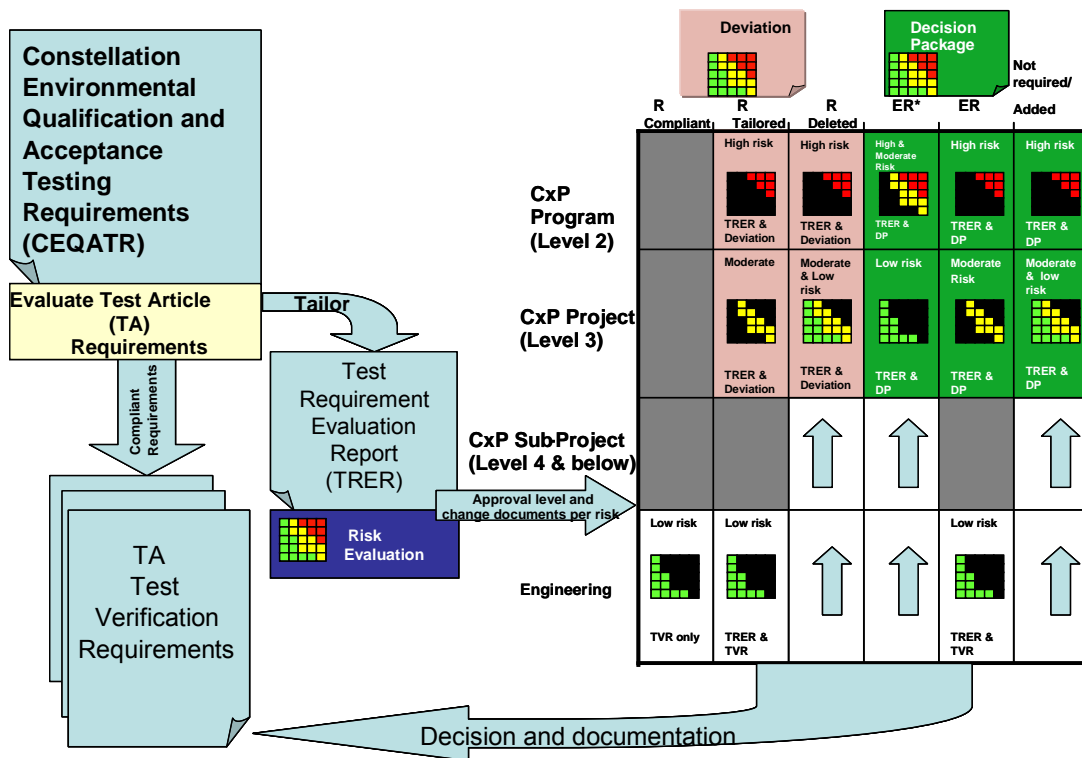 Constellation
Environmental
Qualification and
Acceptance
Testing
Requirements
(CEQATR)
Evaluate Test Article
(TA)
Requirements
Tailor
Compliant
Requirements
Test
Requirement
Evaluation
Report
(TRER)
Risk
Evaluation
TA
Test
Verification
Requirements
Approval level and
change documents per risk
Decision and documentation
Deviation
Decision
Package
Not
required/
R
Compliant
R
Tailored
R
Deleted
ER*
ER
Added
CxP
Program
(Level 2)
High risk
TRER &
Deviation
High risk
TRER &
Deviation
High &
Moderate
Risk
TRER &
DP
High risk
TRER &
DP
High risk
TRER &
DP
CxP Project
(Level 3)
Moderate
TRER &
Deviation
Moderate
& Low
risk
TRER &
Deviation
Low risk
TRER &
DP
Moderate
Risk
TRER &
DP
Moderate
& low
risk
TRER &
DP
CxP Sub-Project
(Level 4 & below)
Engineering
Low risk
TVR only
Low risk
TRER &
TVR
Low risk
TRER &
TVR